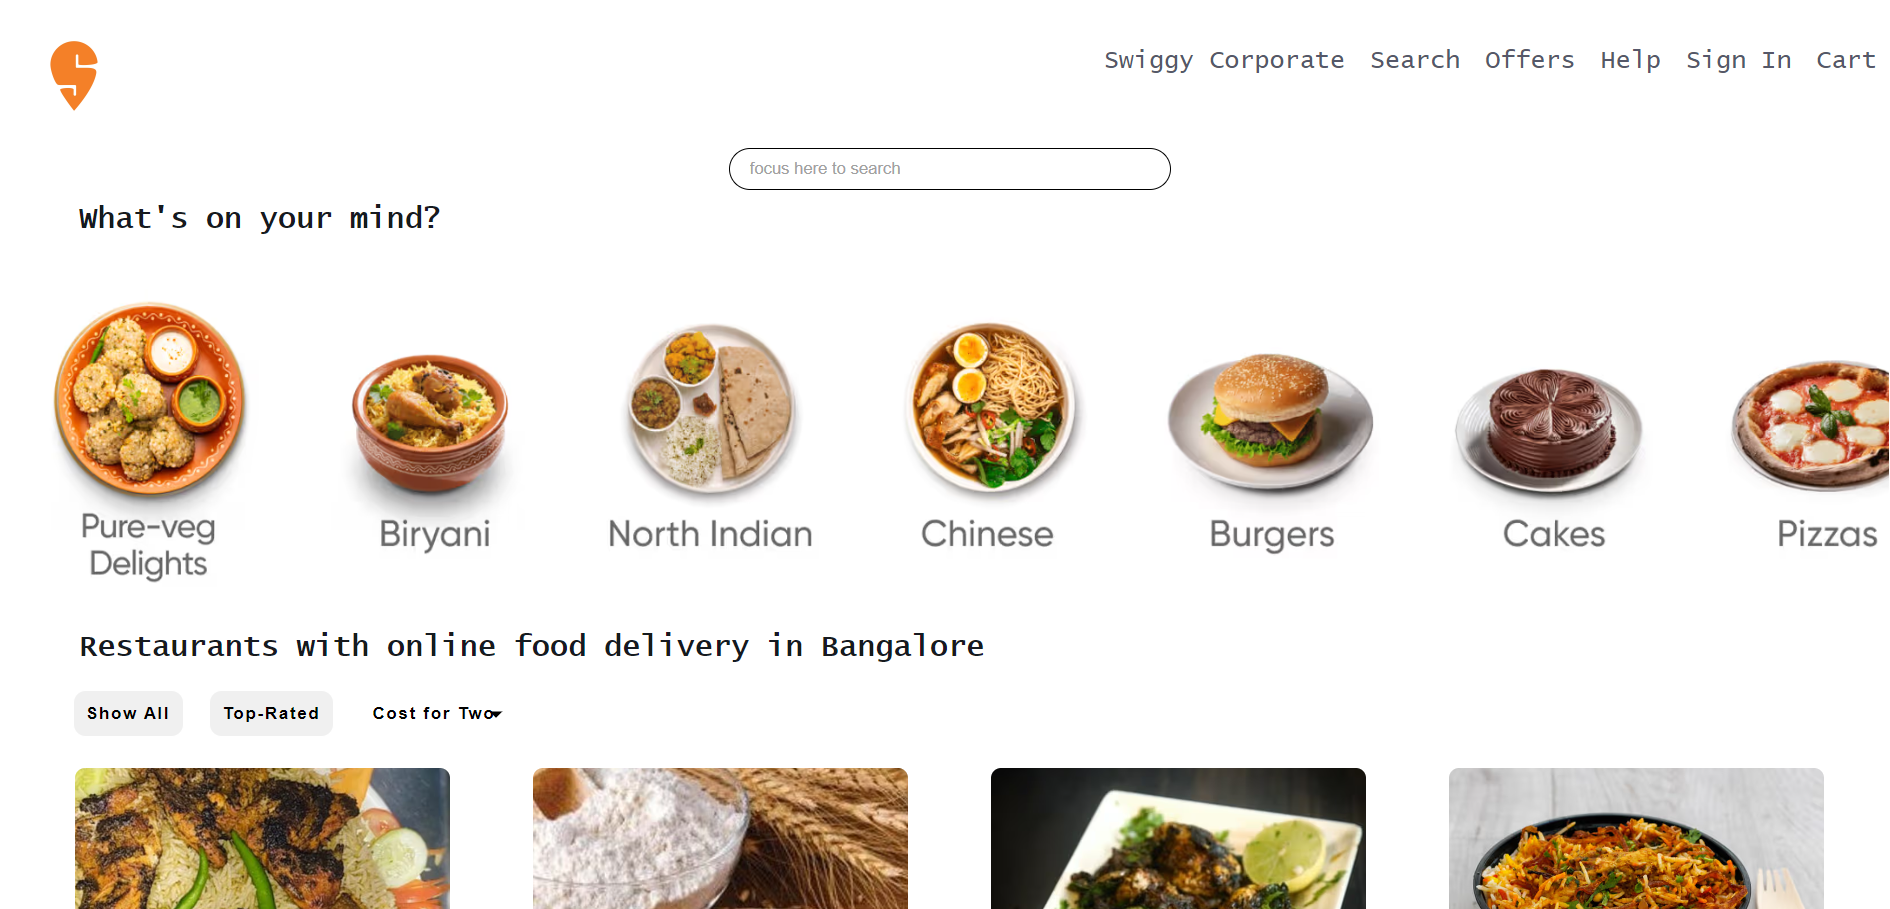 Swiggy Corporate Search Offers Help Sign In Cart
focus here to search
What's on your mind?
Pure-veg
Delights
Biryani
North Indian
Chinese
Burgers
Cakes
Pizzas
Restaurants with online food delivery in Bangalore
Show All
Top-Rated
Cost for Two